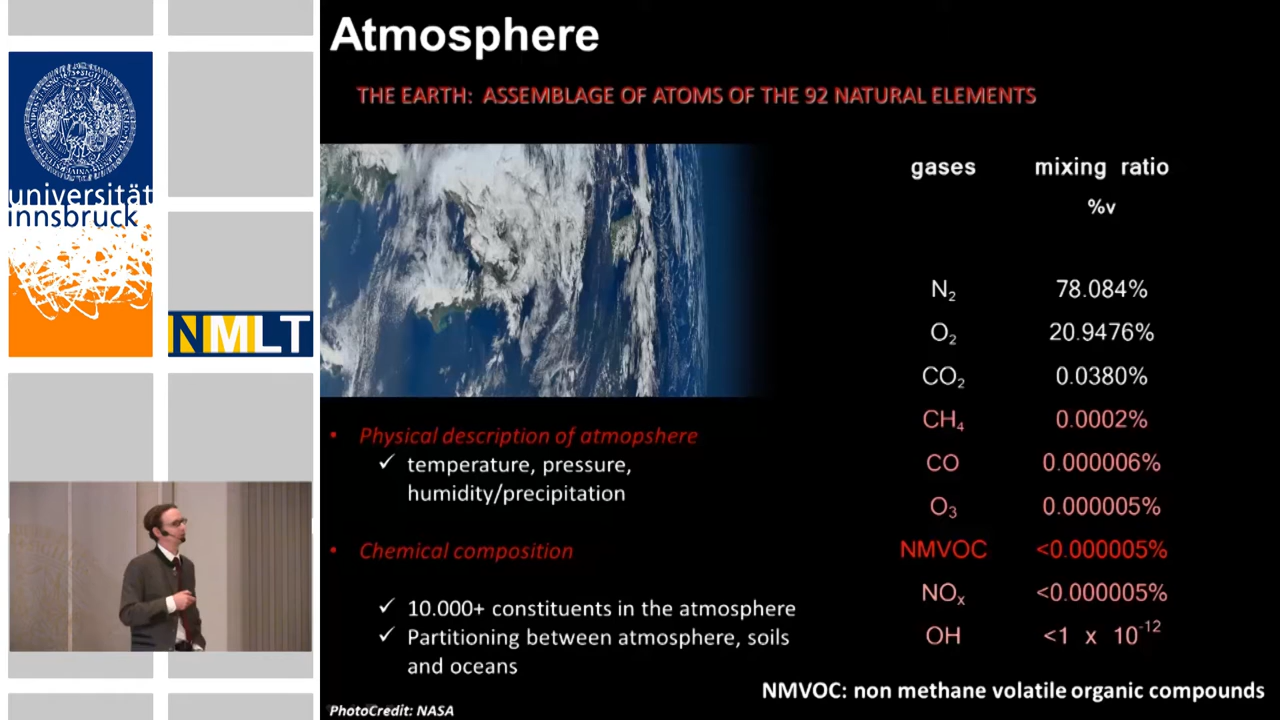 Atmosphere
THE EARTH: ASSEMBLAGE OF ATOMS OF THE 92 NATURAL ELEMENTS
universität
innsbruck
NMLT
gases mixing ratio
%v
N₂ 78.084%
O₂ 20.9476%
CO₂ 0.0380%
CH₄ 0.0002%
CO 0.000006%
O₃ 0.000005%
NMVOC <0.000005%
NOₓ <0.000005%
OH <1 x 10⁻¹²
• Physical description of atmopshere
✓ temperature, pressure,
humidity/precipitation
• Chemical composition
✓ 10.000+ constituents in the atmosphere
✓ Partitioning between atmosphere, soils
and oceans
NMVOC: non methane volatile organic compounds
PhotoCredit: NASA